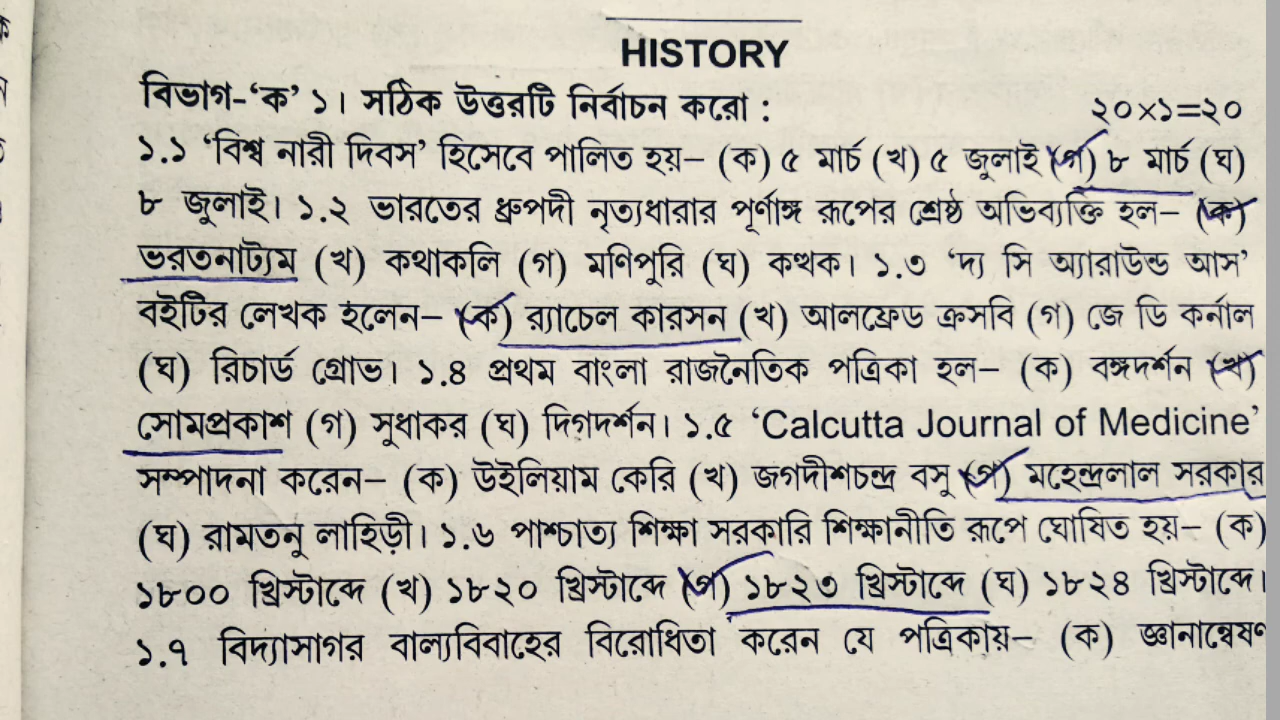 HISTORY
বিভাগ-‘ক’ ১। সঠিক উত্তরটি নির্বাচন করো : ২০×১=২০
১.১ ‘বিশ্ব নারী দিবস’ হিসেবে পালিত হয়– (ক) ৫ মার্চ (খ) ৫ জুলাই (গ) ৮ মার্চ (ঘ)
৮ জুলাই। ১.২ ভারতের ধ্রুপদী নৃত্যধারার পূর্ণাঙ্গ রূপের শ্রেষ্ঠ অভিব্যক্তি হল– (ক)
ভরতনাট্যম (খ) কথাকলি (গ) মণিপুরি (ঘ) কত্থক। ১.৩ ‘দ্য সি অ্যারাউন্ড আস’
বইটির লেখক হলেন– (ক) র‍্যাচেল কারসন (খ) আলফ্রেড ক্রসবি (গ) জে ডি কর্নাল
(ঘ) রিচার্ড গ্রোভ। ১.৪ প্রথম বাংলা রাজনৈতিক পত্রিকা হল– (ক) বঙ্গদর্শন (খ)
সোমপ্রকাশ (গ) সুধাকর (ঘ) দিগদর্শন। ১.৫ ‘Calcutta Journal of Medicine’
সম্পাদনা করেন– (ক) উইলিয়াম কেরি (খ) জগদীশচন্দ্র বসু (গ) মহেন্দ্রলাল সরকার
(ঘ) রামতনু লাহিড়ী। ১.৬ পাশ্চাত্য শিক্ষা সরকারি শিক্ষানীতি রূপে ঘোষিত হয়– (ক)
১৮০০ খ্রিস্টাব্দে (খ) ১৮২০ খ্রিস্টাব্দে (গ) ১৮২৩ খ্রিস্টাব্দে (ঘ) ১৮২৪ খ্রিস্টাব্দে।
১.৭ বিদ্যাসাগর বাল্যবিবাহের বিরোধিতা করেন যে পত্রিকায়– (ক) জ্ঞানান্বেষণ